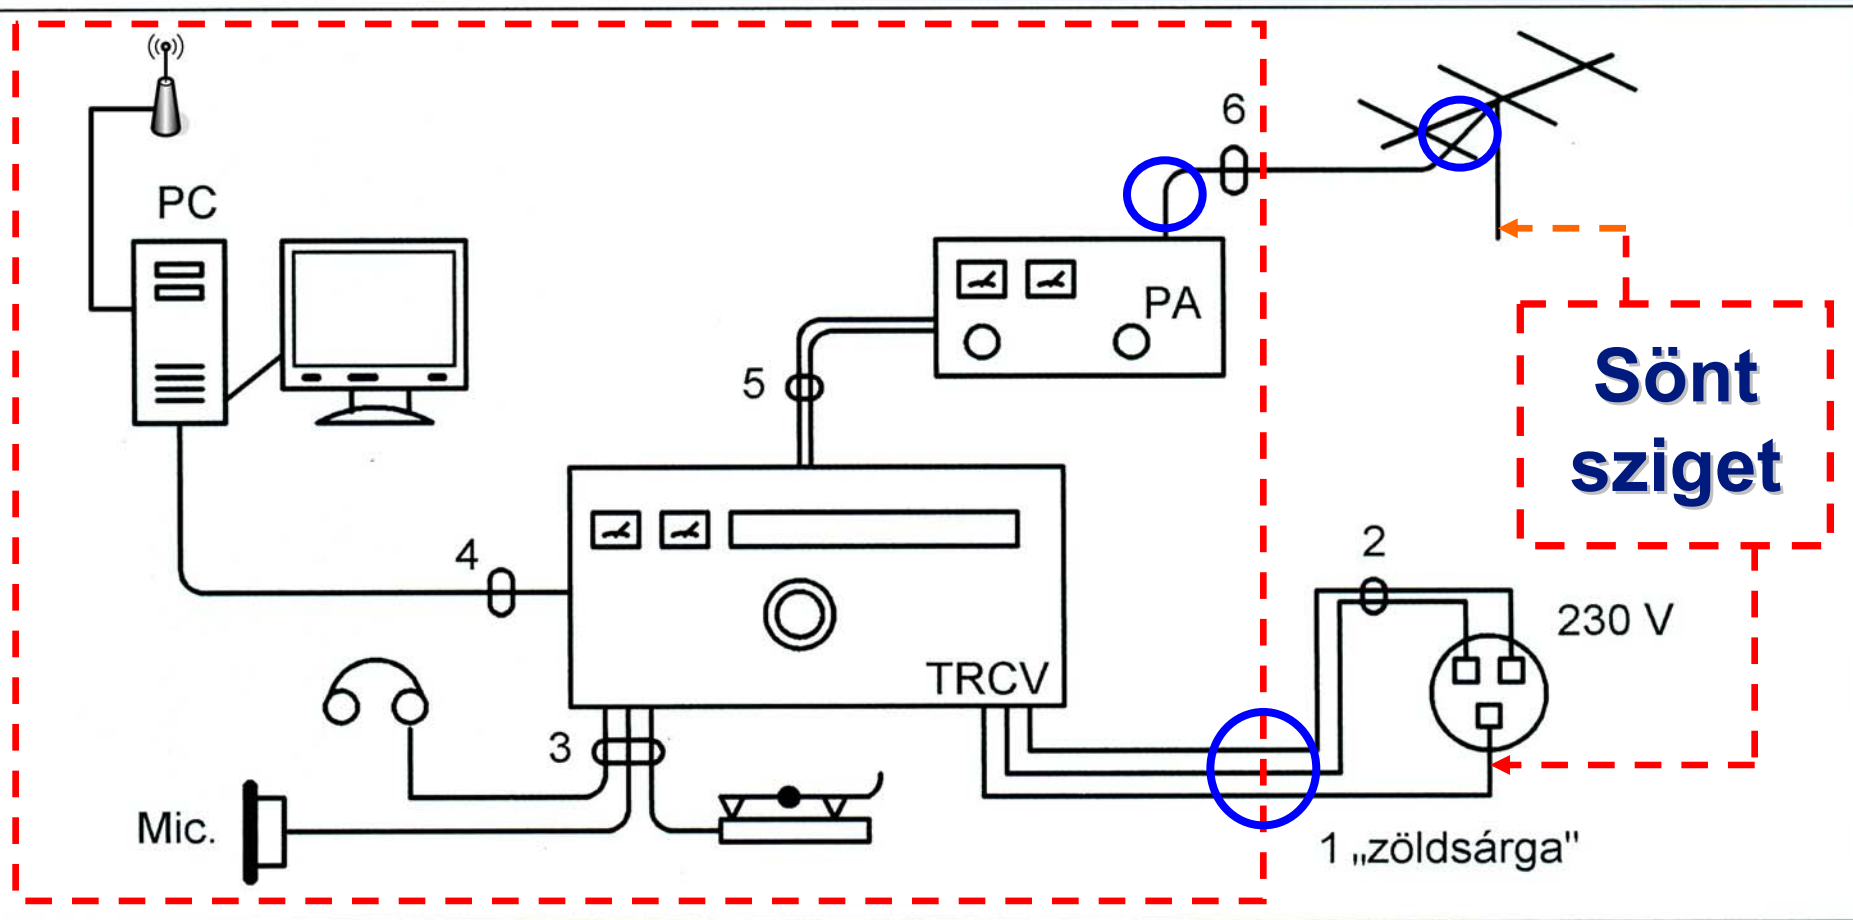 6
PC
PA
5
Sönt
sziget
4
2
230 V
TRCV
3
Mic.
1 „zöldsárga"